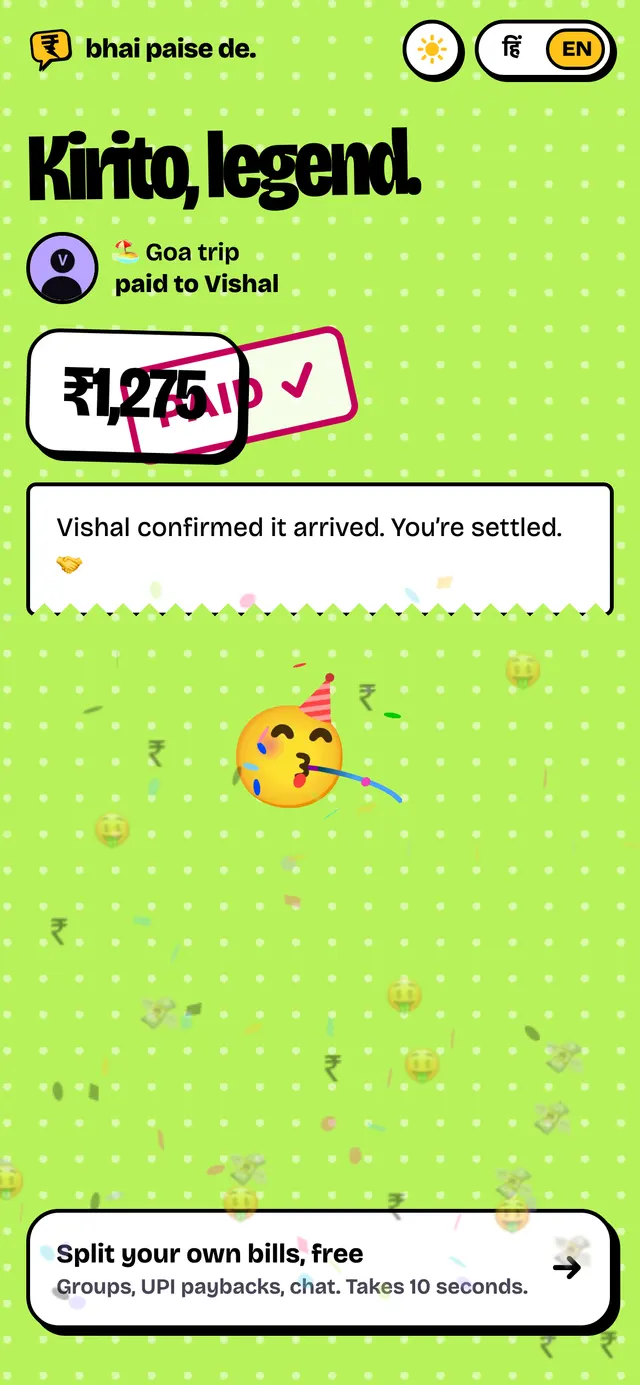 bhai paise de.
हिं
EN
Kirito, legend.
V
🏖️ Goa trip
paid to Vishal
₹1,275
PAID ✓
Vishal confirmed it arrived. You’re settled.
🤝
Split your own bills, free
Groups, UPI paybacks, chat. Takes 10 seconds.
→